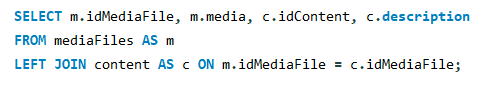 SELECT m.idMediaFile, m.media, c.idContent, c.description
FROM mediaFiles AS m
LEFT JOIN content AS c ON m.idMediaFile = c.idMediaFile;